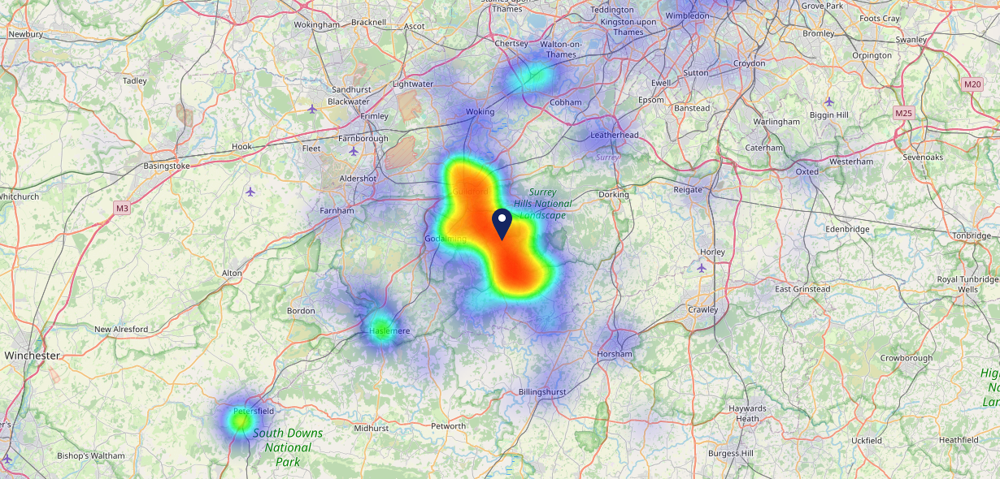 Thames
Teddington
Grove Park
Wokingham
Bracknell
Ascot
Kingston upon
Thames
Wimbledon
Foots Cray
Newbury
Chertsey
Walton-on-
Thames
Bromley
Swanley
Orpington
Croydon
Tadley
Sandhurst
Lightwater
Sutton
M20
Blackwater
Ewell
Cobham
Epsom
Banstead
Biggin Hill
M25
Frimley
Woking
Warlingham
Hook
Fleet
Farnborough
Leatherhead
Caterham
Westerham
Sevenoaks
Surrey
Basingstoke
Aldershot
Oxted
Whitchurch
Guildford
Surrey
Hills National
Landscape
Dorking
Reigate
M3
Farnham
Godalming
Edenbridge
Tonbridge
Horley
Alton
East Grinstead
Royal Tunbridge
Wells
Bordon
Crawley
New Alresford
Haslemere
Winchester
Horsham
Crowborough
Billingshurst
Petersfield
Haywards
Heath
South Downs
National
Park
Midhurst
Petworth
Uckfield
Heathfield
Bishop's Waltham
Burgess Hill